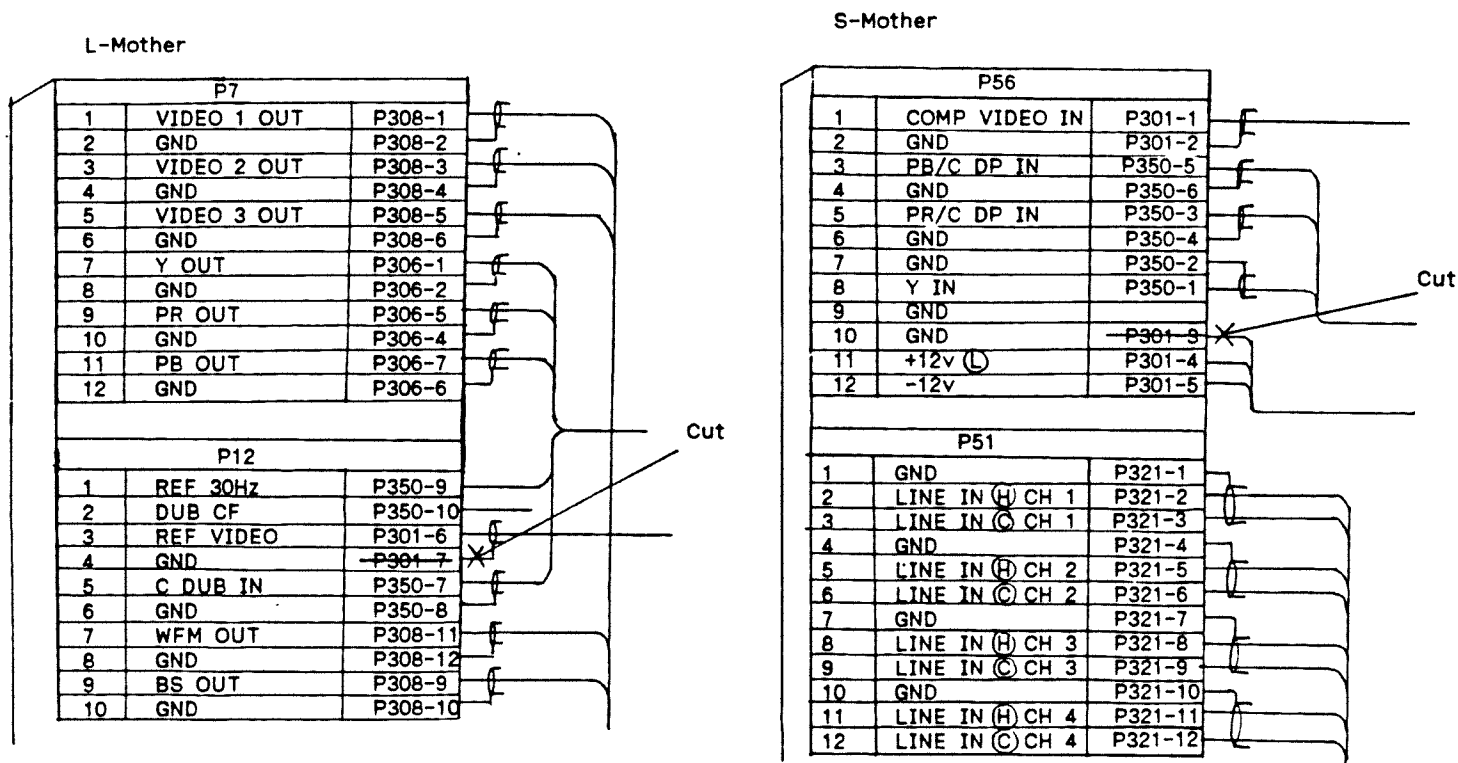 L-Mother
P7
1 VIDEO 1 OUT P308-1
2 GND P308-2
3 VIDEO 2 OUT P308-3
4 GND P308-4
5 VIDEO 3 OUT P308-5
6 GND P308-6
7 Y OUT P306-1
8 GND P306-2
9 PR OUT P306-5
10 GND P306-4
11 PB OUT P306-7
12 GND P306-6
Cut
P12
1 REF 30Hz P350-9
2 DUB CF P350-10
3 REF VIDEO P301-6
4 GND P301-7
5 C DUB IN P350-7
6 GND P350-8
7 WFM OUT P308-11
8 GND P308-12
9 BS OUT P308-9
10 GND P308-10
S-Mother
P56
1 COMP VIDEO IN P301-1
2 GND P301-2
3 PB/C DP IN P350-5
4 GND P350-6
5 PR/C DP IN P350-3
6 GND P350-4
7 GND P350-2
8 Y IN P350-1
9 GND
10 GND P301-3
11 +12v Ⓛ P301-4
12 -12v P301-5
Cut
P51
1 GND P321-1
2 LINE IN Ⓗ CH 1 P321-2
3 LINE IN Ⓒ CH 1 P321-3
4 GND P321-4
5 LINE IN Ⓗ CH 2 P321-5
6 LINE IN Ⓒ CH 2 P321-6
7 GND P321-7
8 LINE IN Ⓗ CH 3 P321-8
9 LINE IN Ⓒ CH 3 P321-9
10 GND P321-10
11 LINE IN Ⓗ CH 4 P321-11
12 LINE IN Ⓒ CH 4 P321-12